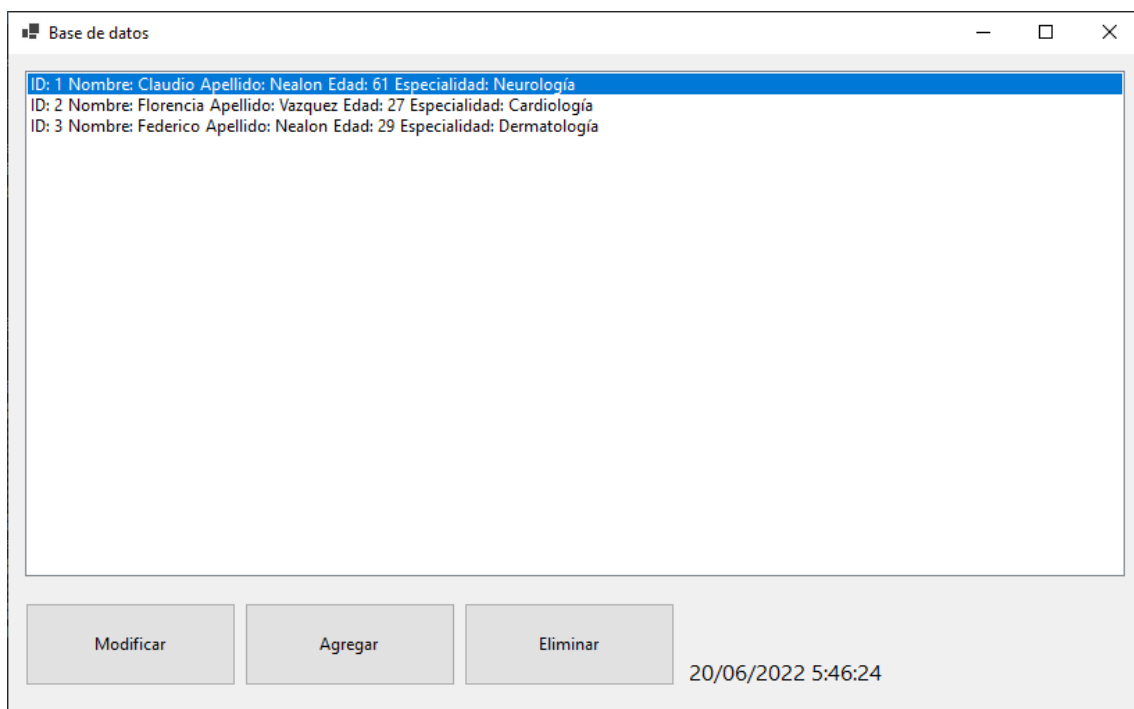 Base de datos
ID: 1 Nombre: Claudio Apellido: Nealon Edad: 61 Especialidad: Neurología
ID: 2 Nombre: Florencia Apellido: Vazquez Edad: 27 Especialidad: Cardiología
ID: 3 Nombre: Federico Apellido: Nealon Edad: 29 Especialidad: Dermatología
Modificar
Agregar
Eliminar
20/06/2022 5:46:24